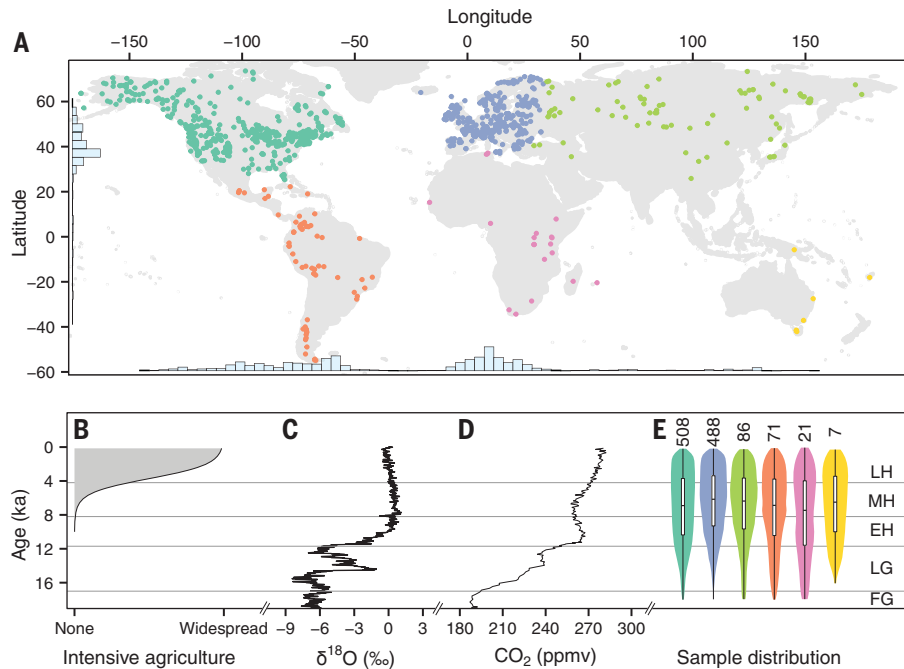 Longitude
A
−150 −100 −50 0 50 100 150
Latitude
60
40
20
0
−20
−40
−60
B C D E
508 488 86 71 21 7
Age (ka)
0
4
8
12
16
LH
MH
EH
LG
FG
None Widespread −9 −6 −3 0 3 180 210 240 270 300
Intensive agriculture δ¹⁸O (‰) CO₂ (ppmv) Sample distribution